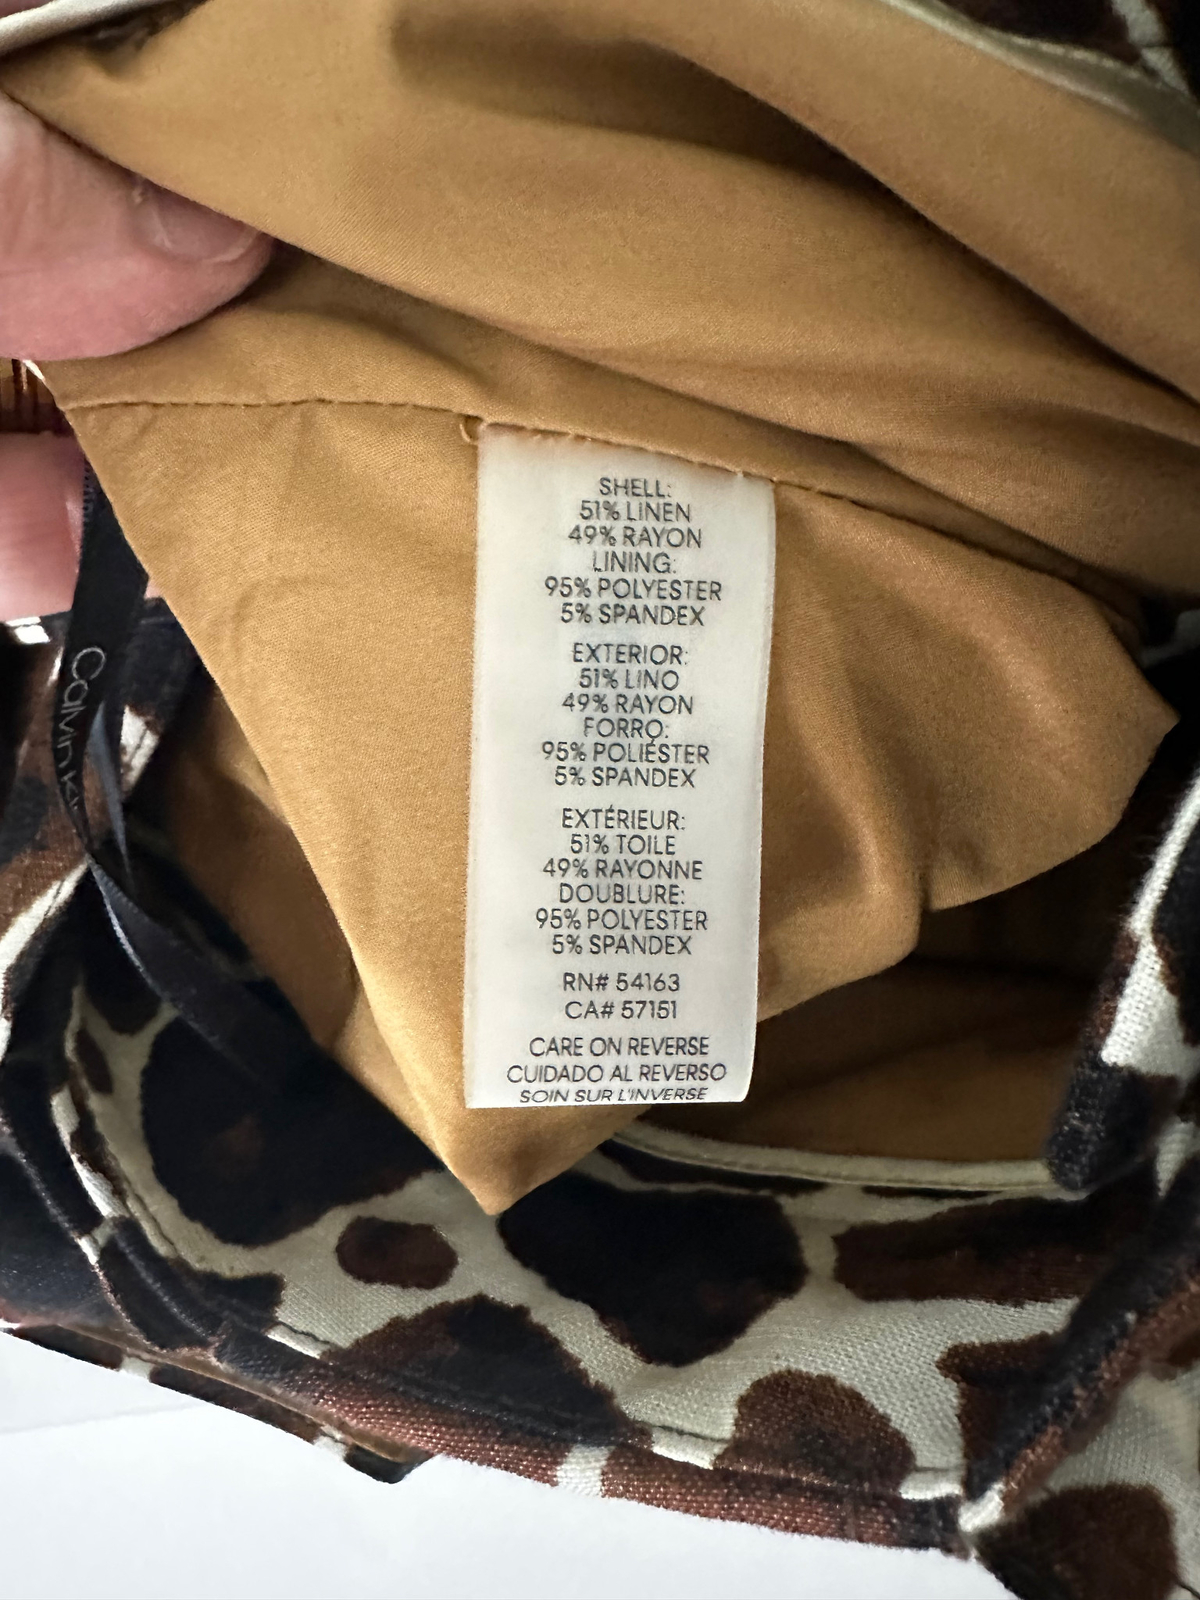 SHELL:
51% LINEN
49% RAYON
LINING:
95% POLYESTER
5% SPANDEX
EXTERIOR:
51% LINO
49% RAYON
FORRO:
95% POLIÉSTER
5% SPANDEX
EXTÉRIEUR:
51% TOILE
49% RAYONNE
DOUBLURE:
95% POLYESTER
5% SPANDEX
RN# 54163
CA# 57151
CARE ON REVERSE
CUIDADO AL REVERSO
SOIN SUR L'INVERSE
Calvin K